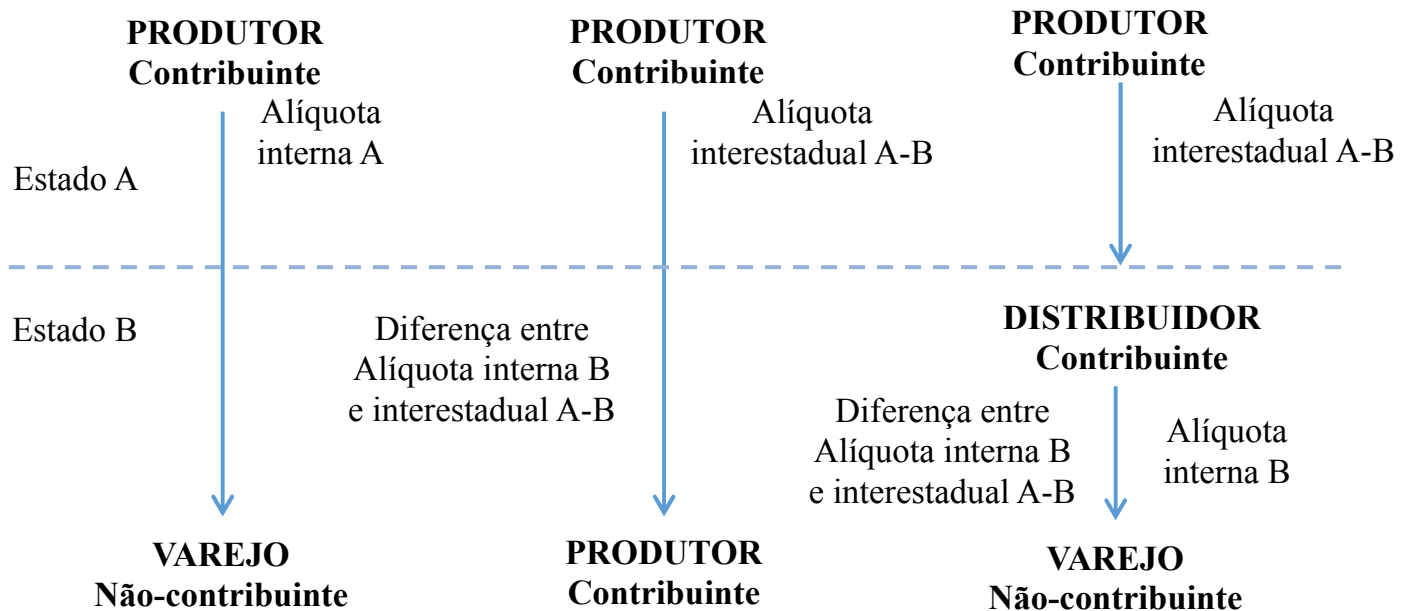 PRODUTOR
Contribuinte
Alíquota
interna A
PRODUTOR
Contribuinte
Alíquota
interestadual A-B
PRODUTOR
Contribuinte
Alíquota
interestadual A-B
Estado A
Estado B
Diferença entre
Alíquota interna B
e interestadual A-B
DISTRIBUIDOR
Contribuinte
Diferença entre
Alíquota interna B
e interestadual A-B
Alíquota
interna B
VAREJO
Não-contribuinte
PRODUTOR
Contribuinte
VAREJO
Não-contribuinte